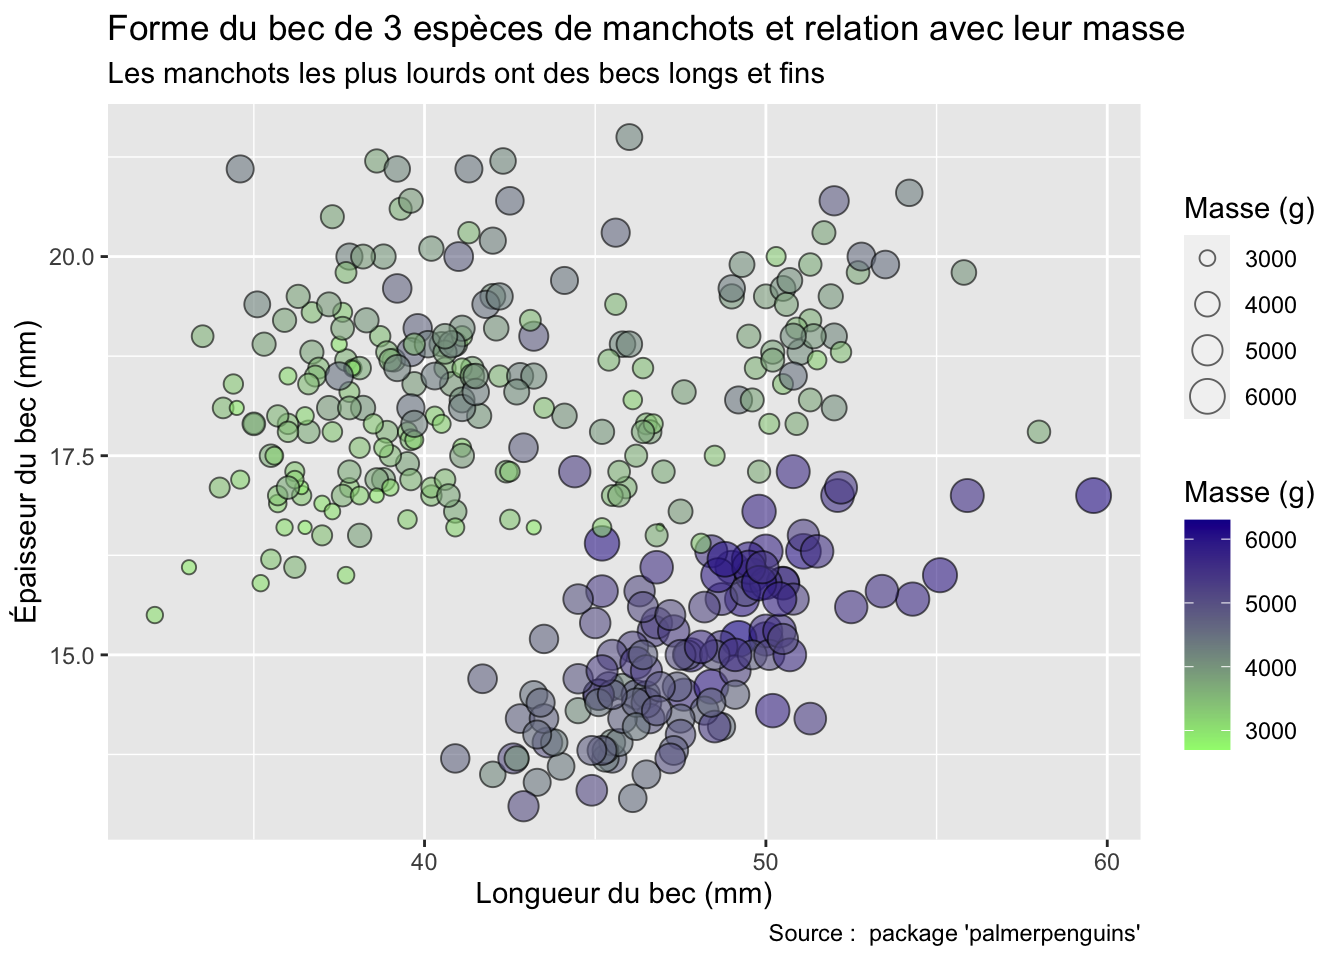 Forme du bec de 3 espèces de manchots et relation avec leur masse
Les manchots les plus lourds ont des becs longs et fins
Épaisseur du bec (mm)
20.0
17.5
15.0
40
50
60
Longueur du bec (mm)
Masse (g)
3000
4000
5000
6000
Masse (g)
6000
5000
4000
3000
Source :  package 'palmerpenguins'